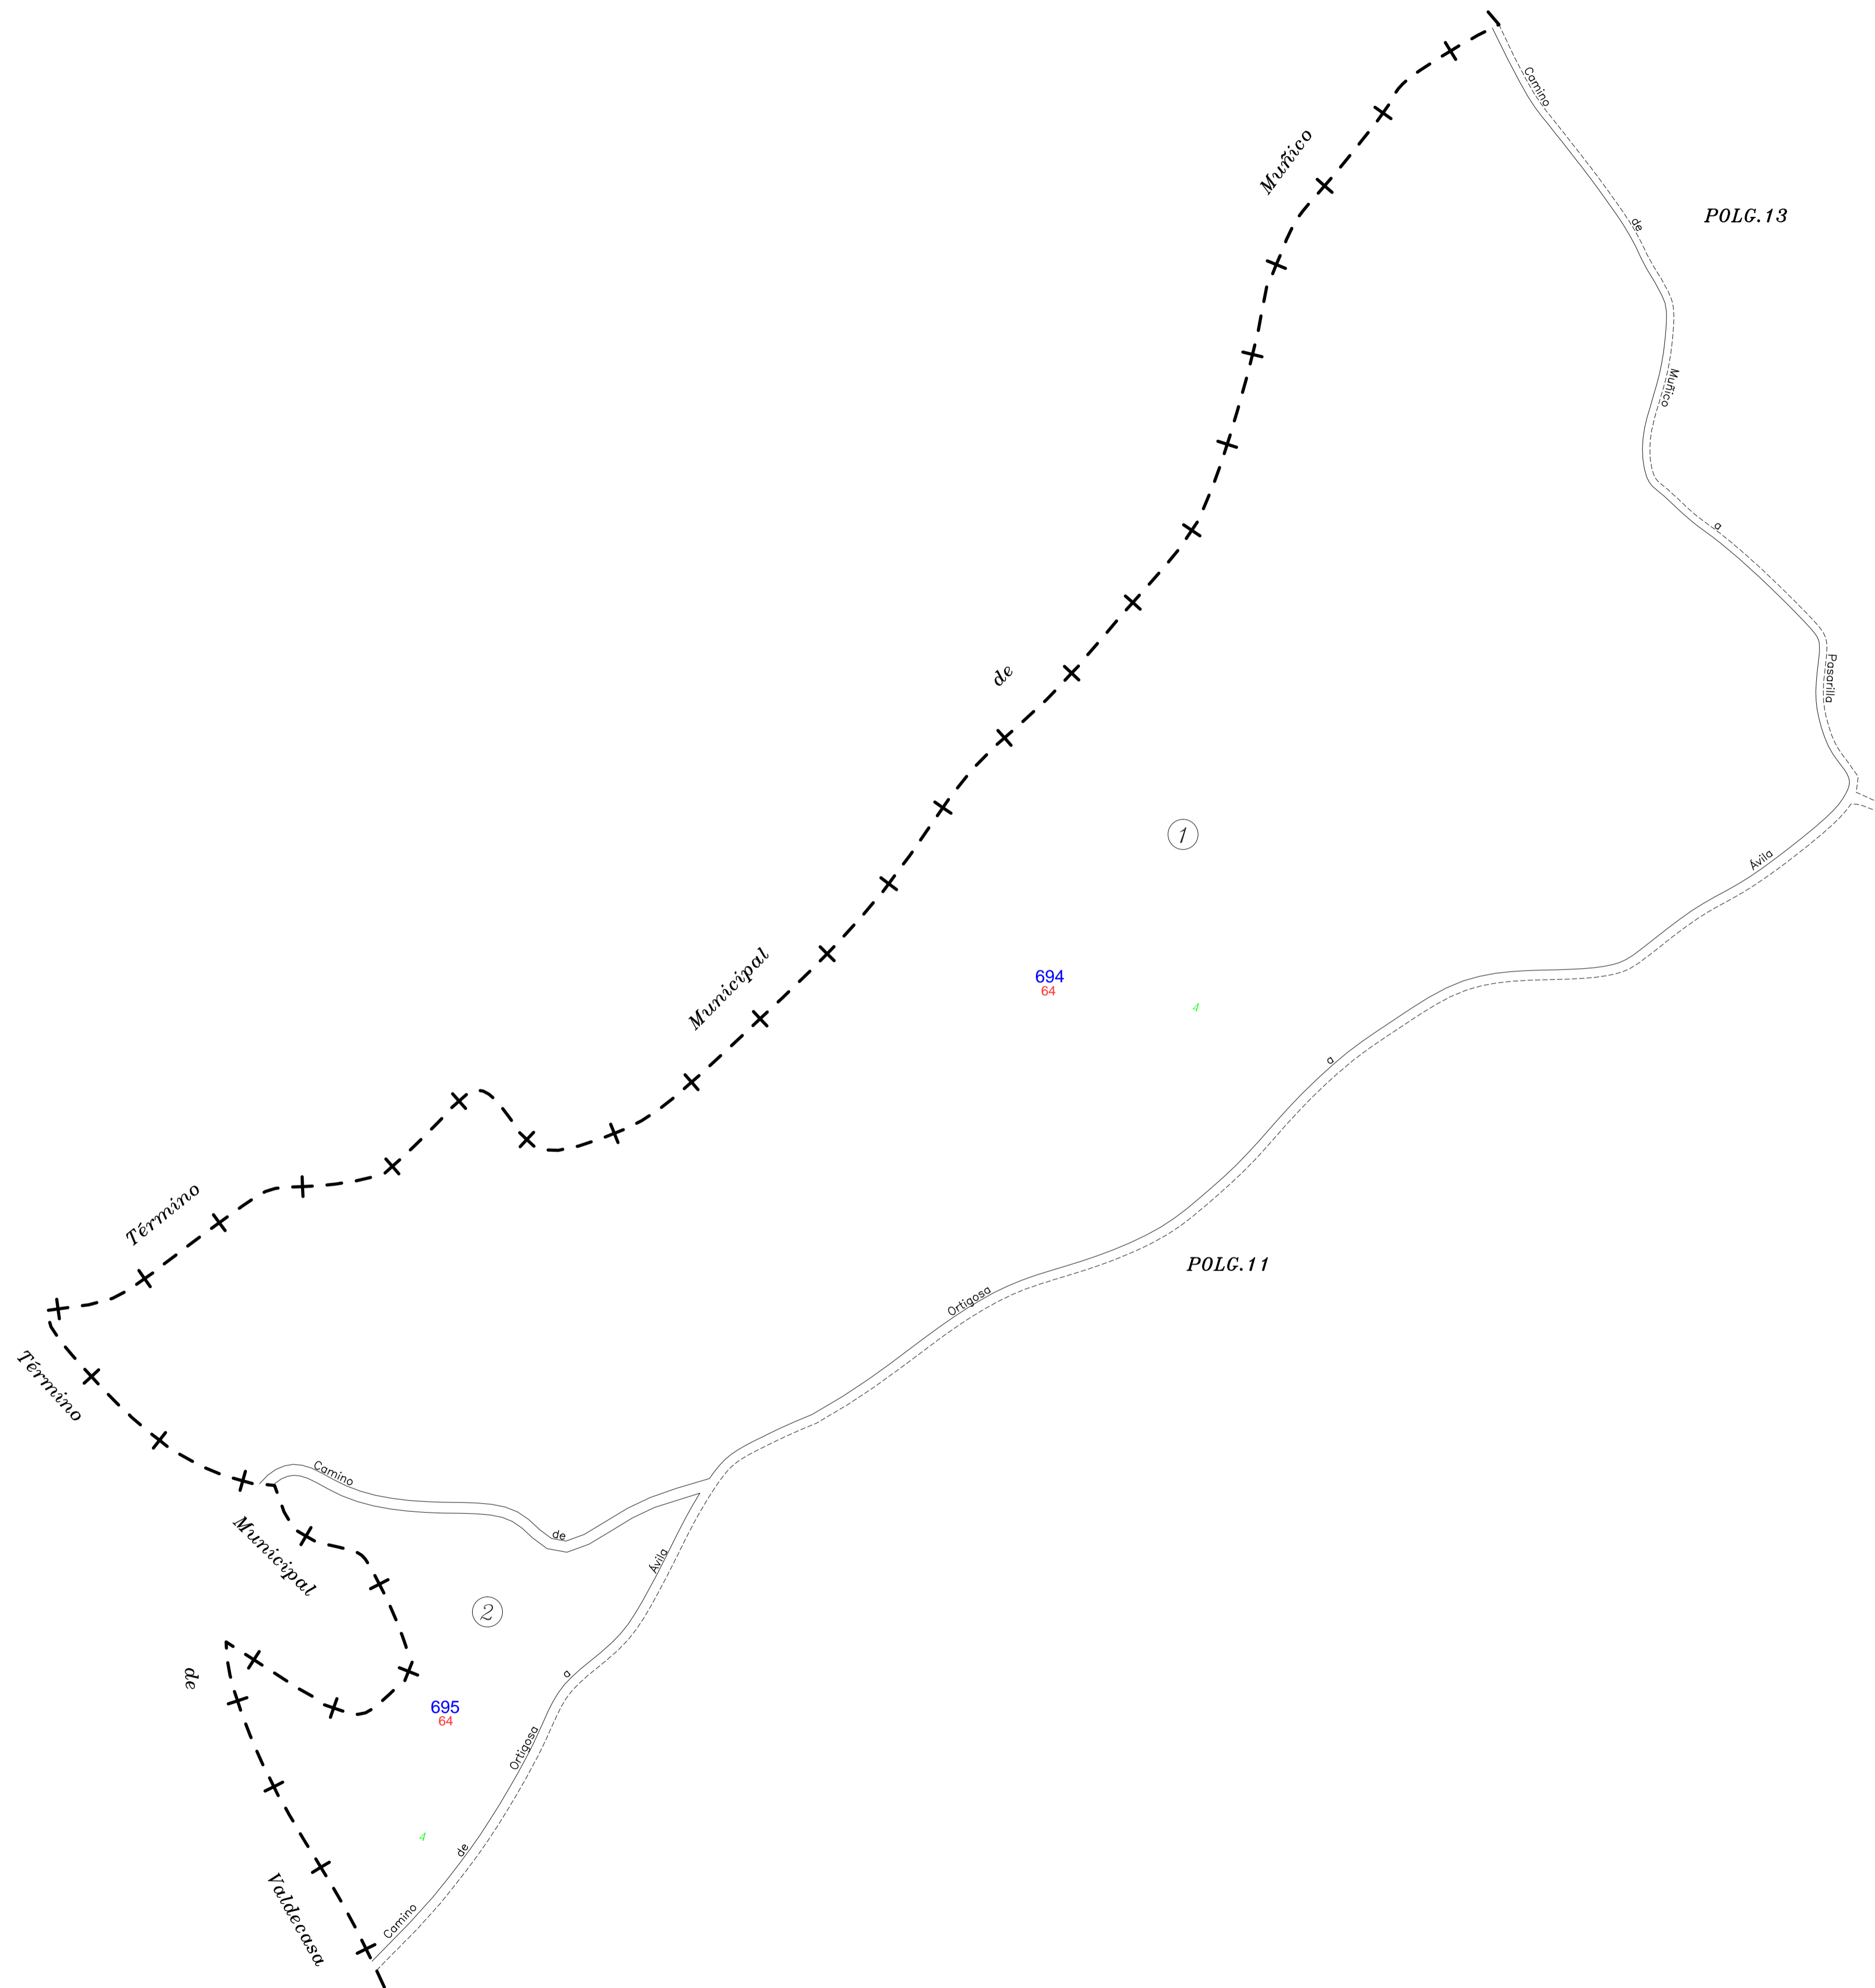 Término Municipal de Muñico
Camino de Muñico a Pasarilla
POLG.13
1
694
64
4
Camino de Ortigosa a Ávila
POLG.11
Término Municipal de Valdecasa
Camino de Ortigosa a Ávila
2
695
64
4